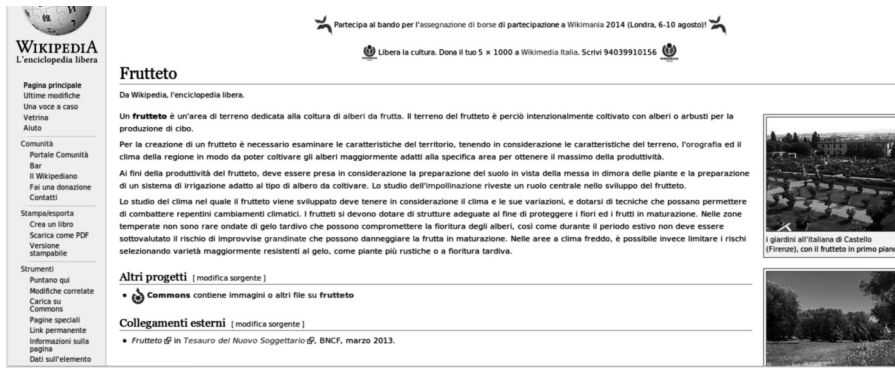 WIKIPEDIA
L'enciclopedia libera
Pagina principale
Ultime modifiche
Una voce a caso
Vetrina
Aiuto
Comunità
Portale Comunità
Bar
Il Wikipediano
Fai una donazione
Contatti
Stampa/esporta
Crea un libro
Scarica come PDF
Versione
stampabile
Strumenti
Puntano qui
Modifiche correlate
Carica su
Commons
Pagine speciali
Link permanente
Informazioni sulla
pagina
Dati sull'elemento
Partecipa al bando per l'assegnazione di borse di partecipazione a Wikimania 2014 (Londra, 6-10 agosto)!
Libera la cultura. Dona il tuo 5 × 1000 a Wikimedia Italia. Scrivi 94039910156
Frutteto
Da Wikipedia, l'enciclopedia libera.
Un frutteto è un'area di terreno dedicata alla coltura di alberi da frutta. Il terreno del frutteto è perciò intenzionalmente coltivato con alberi o arbusti per la
produzione di cibo.
Per la creazione di un frutteto è necessario esaminare le caratteristiche del territorio, tenendo in considerazione le caratteristiche del terreno, l'orografia ed il
clima della regione in modo da poter coltivare gli alberi maggiormente adatti alla specifica area per ottenere il massimo della produttività.
Ai fini della produttività del frutteto, deve essere presa in considerazione la preparazione del suolo in vista della messa in dimora delle piante e la preparazione
di un sistema di irrigazione adatto al tipo di albero da coltivare. Lo studio dell'impollinazione riveste un ruolo centrale nello sviluppo del frutteto.
Lo studio del clima nel quale il frutteto viene sviluppato deve tenere in considerazione il clima e le sue variazioni, e dotarsi di tecniche che possano permettere
di combattere repentini cambiamenti climatici. I frutteti si devono dotare di strutture adeguate al fine di proteggere i fiori ed i frutti in maturazione. Nelle zone
temperate non sono rare ondate di gelo tardivo che possono compromettere la fioritura degli alberi, così come durante il periodo estivo non deve essere
sottovalutato il rischio di improvvise grandinate che possono danneggiare la frutta in maturazione. Nelle aree a clima freddo, è possibile invece limitare i rischi
selezionando varietà maggiormente resistenti al gelo, come piante più rustiche o a fioritura tardiva.
Altri progetti [ modifica sorgente ]
• Commons contiene immagini o altri file su frutteto
Collegamenti esterni [ modifica sorgente ]
• Frutteto in Tesauro del Nuovo Soggettario, BNCF, marzo 2013.
i giardini all'italiana di Castello
(Firenze), con il frutteto in primo piano